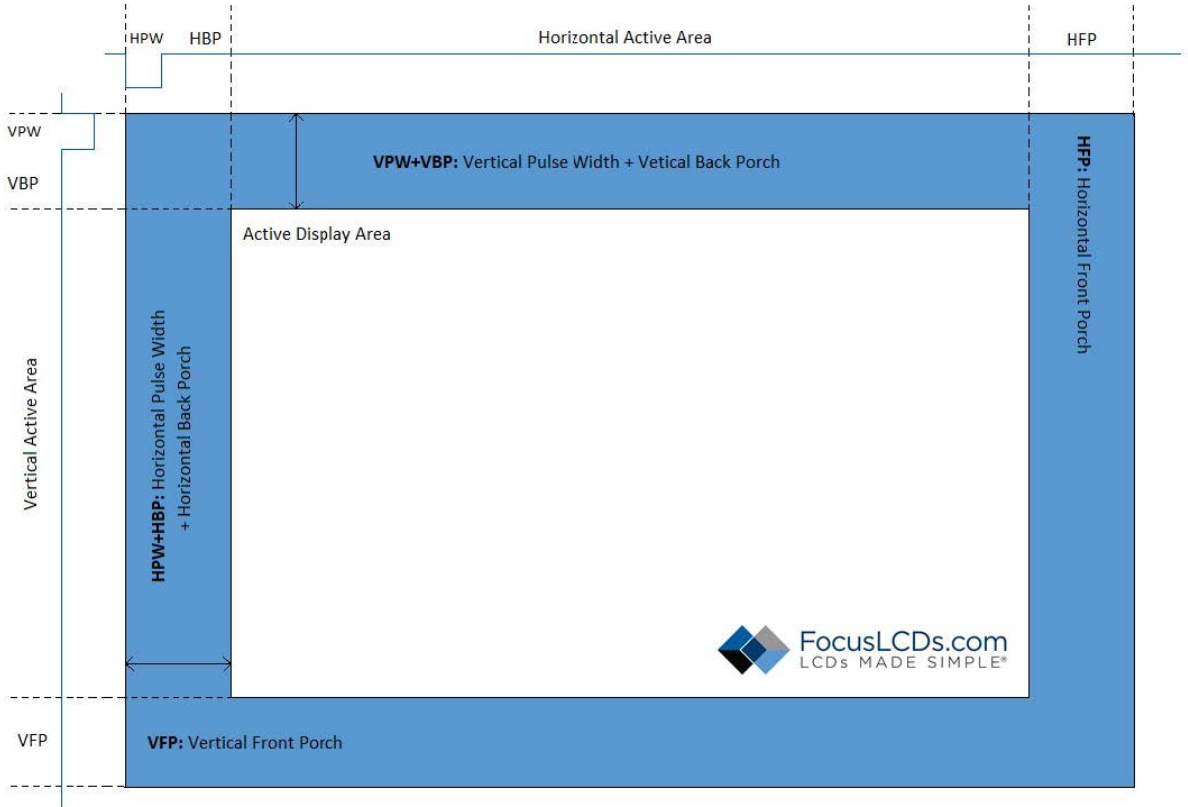 HPW HBP Horizontal Active Area HFP
VPW
VBP
VPW+VBP: Vertical Pulse Width + Vetical Back Porch
HFP: Horizontal Front Porch
Active Display Area
Vertical Active Area
HPW+HBP: Horizontal Pulse Width
+ Horizontal Back Porch
FocusLCDs.com
LCDs MADE SIMPLE®
VFP
VFP: Vertical Front Porch